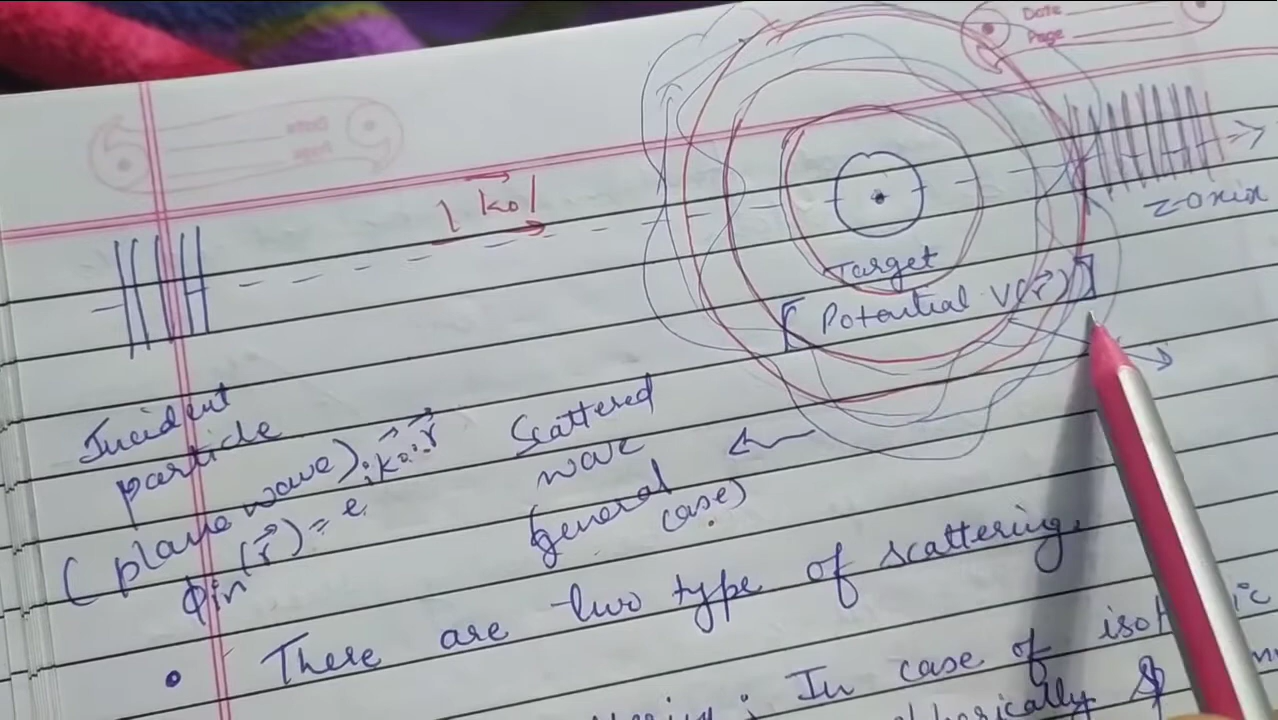 Date
Page
|k₀|
z-axis
Target
[Potential V(r⃗)]
Incident
particle
(plane wave)
ϕin(r⃗) = e^{ik⃗₀·r⃗}
Scattered
wave
general
case)
• There are two type of scattering.
: In case of